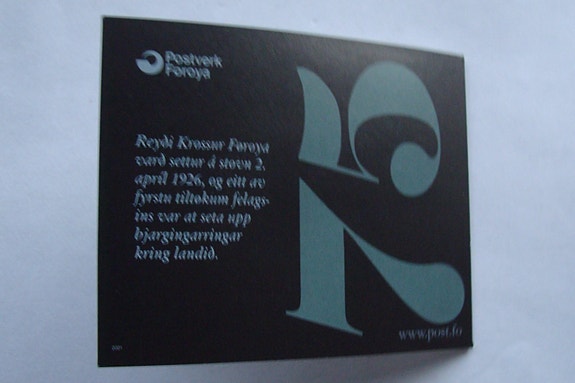 Postverk
Føroya
Reyði Krossur Føroya
varð settur á stovn 2.
apríl 1926, og eitt av
fyrstu tiltøkum felags-
ins var at seta upp
bjargingarringar
kring landið.
www.post.fo